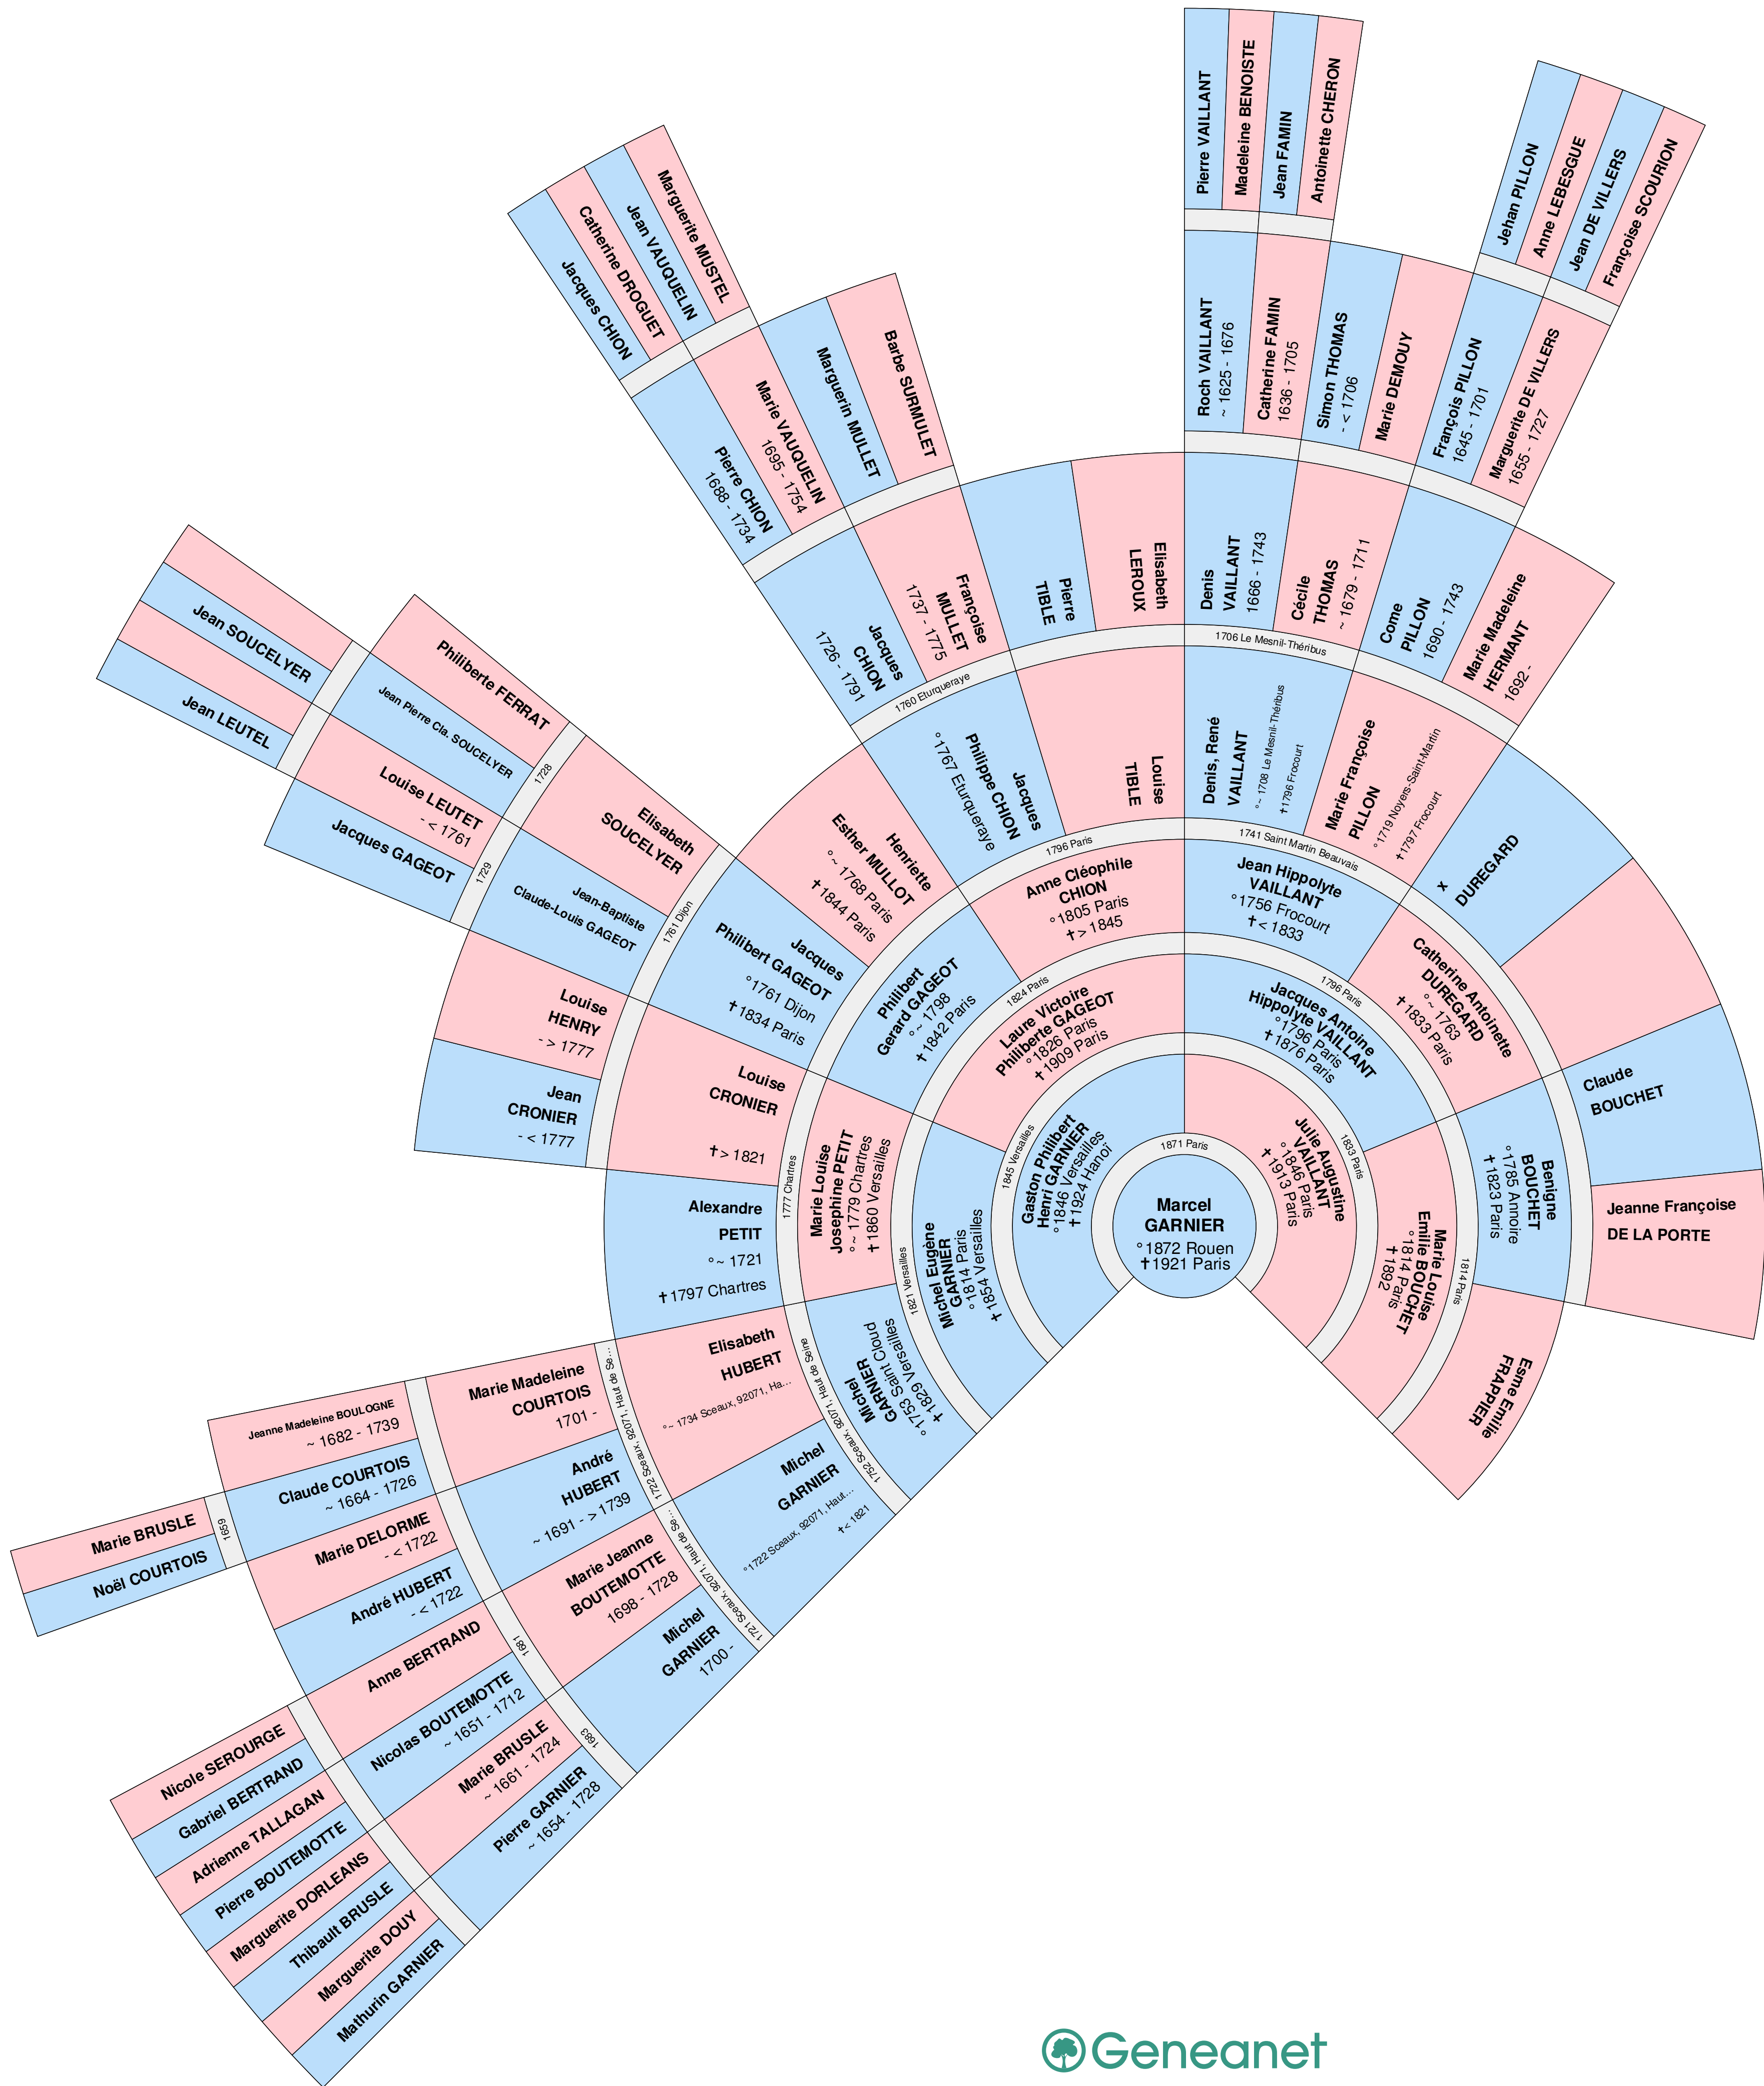 Marcel
GARNIER
°1872 Rouen
✝1921 Paris
1871 Paris
Gaston Philibert
Henri GARNIER
°1846 Versailles
✝1924 Hanoï
Julie Augustine
VAILLANT
°1846 Paris
✝1913 Paris
1845 Versailles
1833 Paris
Michel Eugène
GARNIER
°1814 Paris
✝1854 Versailles
Laure Victoire
Philiberte GAGEOT
°1826 Paris
✝1909 Paris
Jacques Antoine
Hippolyte VAILLANT
°1796 Paris
✝1876 Paris
Marie Louise
Emilie BOUCHET
°1814 Paris
✝1892
1821 Versailles
1824 Paris
1796 Paris
1814 Paris
Michel
GARNIER
°1753 Saint Cloud
✝1829 Versailles
Marie Louise
Josephine PETIT
°~ 1779 Chartres
✝1860 Versailles
Philibert
Gerard GAGEOT
°~ 1798
✝1842 Paris
Anne Cléophile
CHION
°1805 Paris
✝> 1845
Jean Hippolyte
VAILLANT
°1756 Frocourt
✝< 1833
Catherine Antoinette
DUREGARD
°~ 1763
✝1833 Paris
Benigne
BOUCHET
°1785 Annoire
✝1823 Paris
Esme Emilie
FRAPPIER
1752 Sceaux, 92071, Haut de Seine
1777 Chartres
1796 Paris
1741 Saint Martin Beauvais
Michel
GARNIER
°1722 Sceaux, 92071, Haut...
✝< 1821
Elisabeth
HUBERT
°~ 1734 Sceaux, 92071, Ha...
Alexandre
PETIT
°~ 1721
✝1797 Chartres
Louise
CRONIER
✝> 1821
Jacques
Philibert GAGEOT
°1761 Dijon
✝1834 Paris
Henriette
Esther MULLOT
°~ 1768 Paris
✝1844 Paris
Jacques
Philippe CHION
°1767 Eturqueraye
Louise
TIBLE
Denis, René
VAILLANT
°~ 1708 Le Mesnil-Théribus
✝1796 Frocourt
Marie Françoise
PILLON
°1719 Noyers-Saint-Martin
✝1797 Frocourt
x
DUREGARD
Claude
BOUCHET
Jeanne Françoise
DE LA PORTE
1721 Sceaux, 92071, Haut de Se...
1722 Sceaux, 92071, Haut de Se...
1761 Dijon
1760 Eturqueraye
1706 Le Mesnil-Théribus
Michel
GARNIER
1700 -
Marie Jeanne
BOUTEMOTTE
1698 - 1728
André
HUBERT
~ 1691 - > 1739
Marie Madeleine
COURTOIS
1701 -
Jean
CRONIER
- < 1777
Louise
HENRY
- > 1777
Jean-Baptiste
Claude-Louis GAGEOT
Elisabeth
SOUCELYER
Jacques
CHION
1726 - 1791
Françoise
MULLET
1737 - 1775
Pierre
TIBLE
Elisabeth
LEROUX
Denis
VAILLANT
1666 - 1743
Cécile
THOMAS
~ 1679 - 1711
Come
PILLON
1690 - 1743
Marie Madeleine
HERMANT
1692 -
1683
1681
1729
1728
Pierre GARNIER
~ 1654 - 1728
Marie BRUSLE
~ 1661 - 1724
Nicolas BOUTEMOTTE
~ 1651 - 1712
Anne BERTRAND
André HUBERT
- < 1722
Marie DELORME
- < 1722
Claude COURTOIS
~ 1664 - 1726
Jeanne Madeleine BOULOGNE
~ 1682 - 1739
Jacques GAGEOT
Louise LEUTET
- < 1761
Jean Pierre Cla. SOUCELYER
Philiberte FERRAT
Pierre CHION
1688 - 1734
Marie VAUQUELIN
1695 - 1754
Marguerin MULLET
Barbe SURMULET
Roch VAILLANT
~ 1625 - 1676
Catherine FAMIN
1636 - 1705
Simon THOMAS
- < 1706
Marie DEMOUY
François PILLON
1645 - 1701
Marguerite DE VILLERS
1655 - 1727
1659
Mathurin GARNIER
Marguerite DOUY
Thibault BRUSLE
Marguerite DORLEANS
Pierre BOUTEMOTTE
Adrienne TALLAGAN
Gabriel BERTRAND
Nicole SEROURGE
Noël COURTOIS
Marie BRUSLE
Jean LEUTEL
Jean SOUCELYER
Jacques CHION
Catherine DROGUET
Jean VAUQUELIN
Marguerite MUSTEL
Pierre VAILLANT
Madeleine BENOISTE
Jean FAMIN
Antoinette CHERON
Jehan PILLON
Anne LEBESGUE
Jean DE VILLERS
Françoise SCOURION
Geneanet